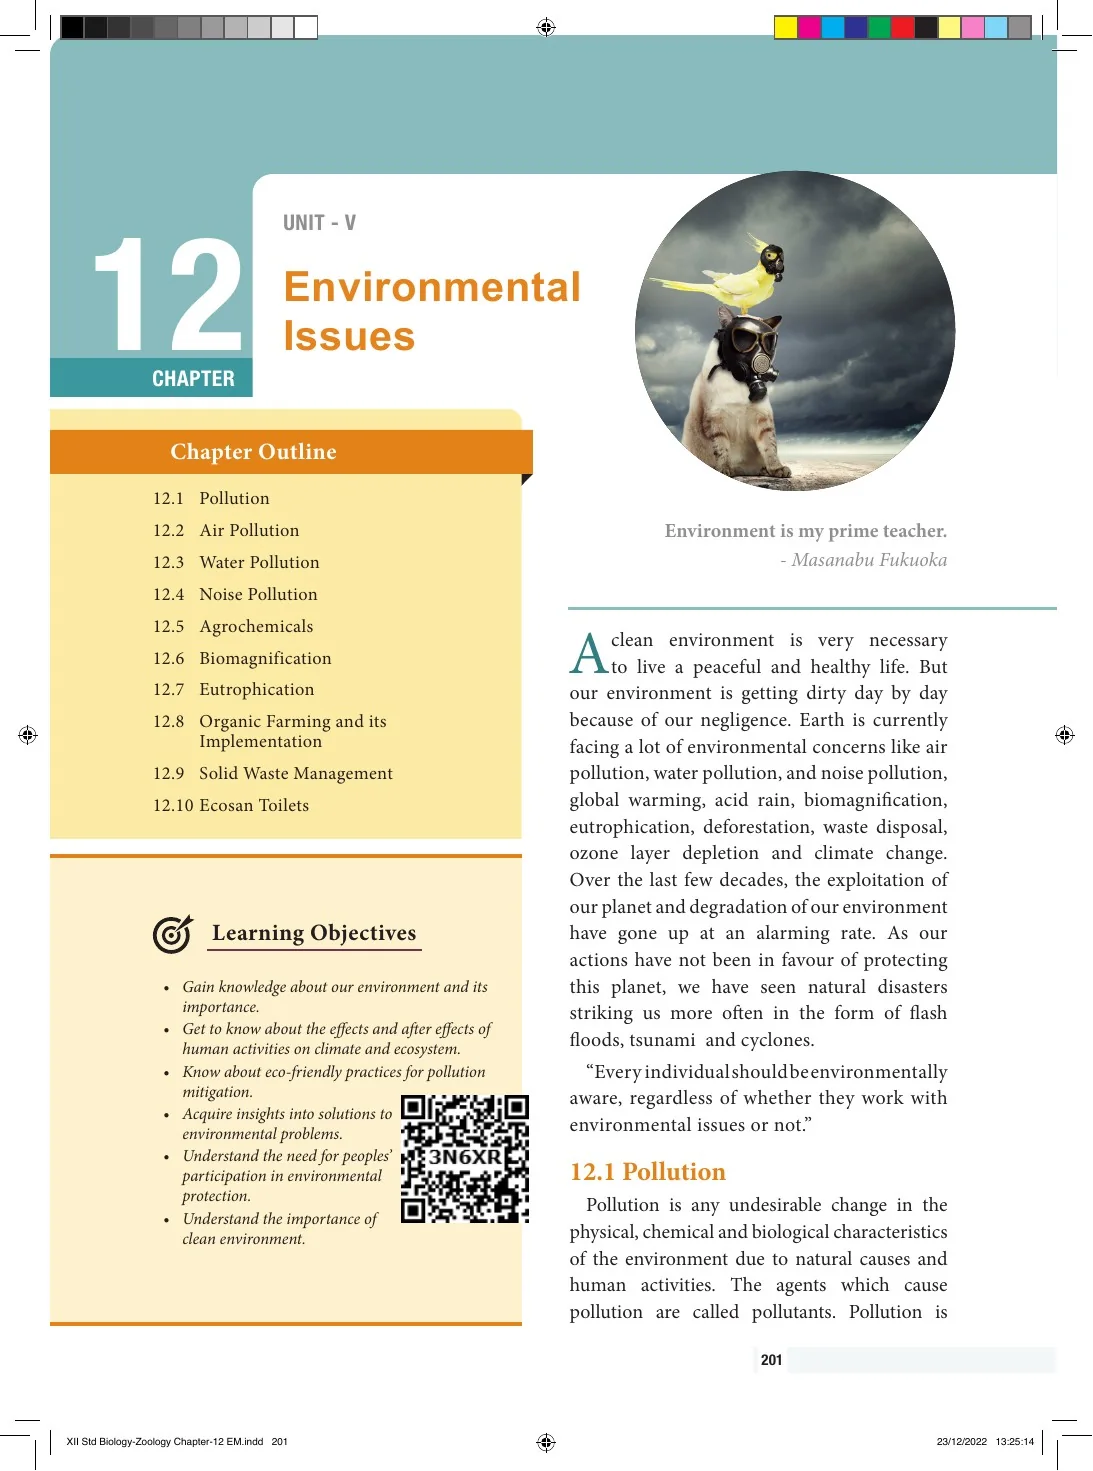 12
CHAPTER
UNIT - V
Environmental
Issues
Chapter Outline
12.1 Pollution
12.2 Air Pollution
12.3 Water Pollution
12.4 Noise Pollution
12.5 Agrochemicals
12.6 Biomagnification
12.7 Eutrophication
12.8 Organic Farming and its
Implementation
12.9 Solid Waste Management
12.10 Ecosan Toilets
Learning Objectives
• Gain knowledge about our environment and its
importance.
• Get to know about the effects and after effects of
human activities on climate and ecosystem.
• Know about eco-friendly practices for pollution
mitigation.
• Acquire insights into solutions to
environmental problems.
• Understand the need for peoples’
participation in environmental
protection.
• Understand the importance of
clean environment.
3N6XR
Environment is my prime teacher.
- Masanabu Fukuoka
A clean environment is very necessary
to live a peaceful and healthy life. But
our environment is getting dirty day by day
because of our negligence. Earth is currently
facing a lot of environmental concerns like air
pollution, water pollution, and noise pollution,
global warming, acid rain, biomagnification,
eutrophication, deforestation, waste disposal,
ozone layer depletion and climate change.
Over the last few decades, the exploitation of
our planet and degradation of our environment
have gone up at an alarming rate. As our
actions have not been in favour of protecting
this planet, we have seen natural disasters
striking us more often in the form of flash
floods, tsunami and cyclones.
“Every individual should be environmentally
aware, regardless of whether they work with
environmental issues or not.”
12.1 Pollution
Pollution is any undesirable change in the
physical, chemical and biological characteristics
of the environment due to natural causes and
human activities. The agents which cause
pollution are called pollutants. Pollution is
201
XII Std Biology-Zoology Chapter-12 EM.indd 201
23/12/2022 13:25:14